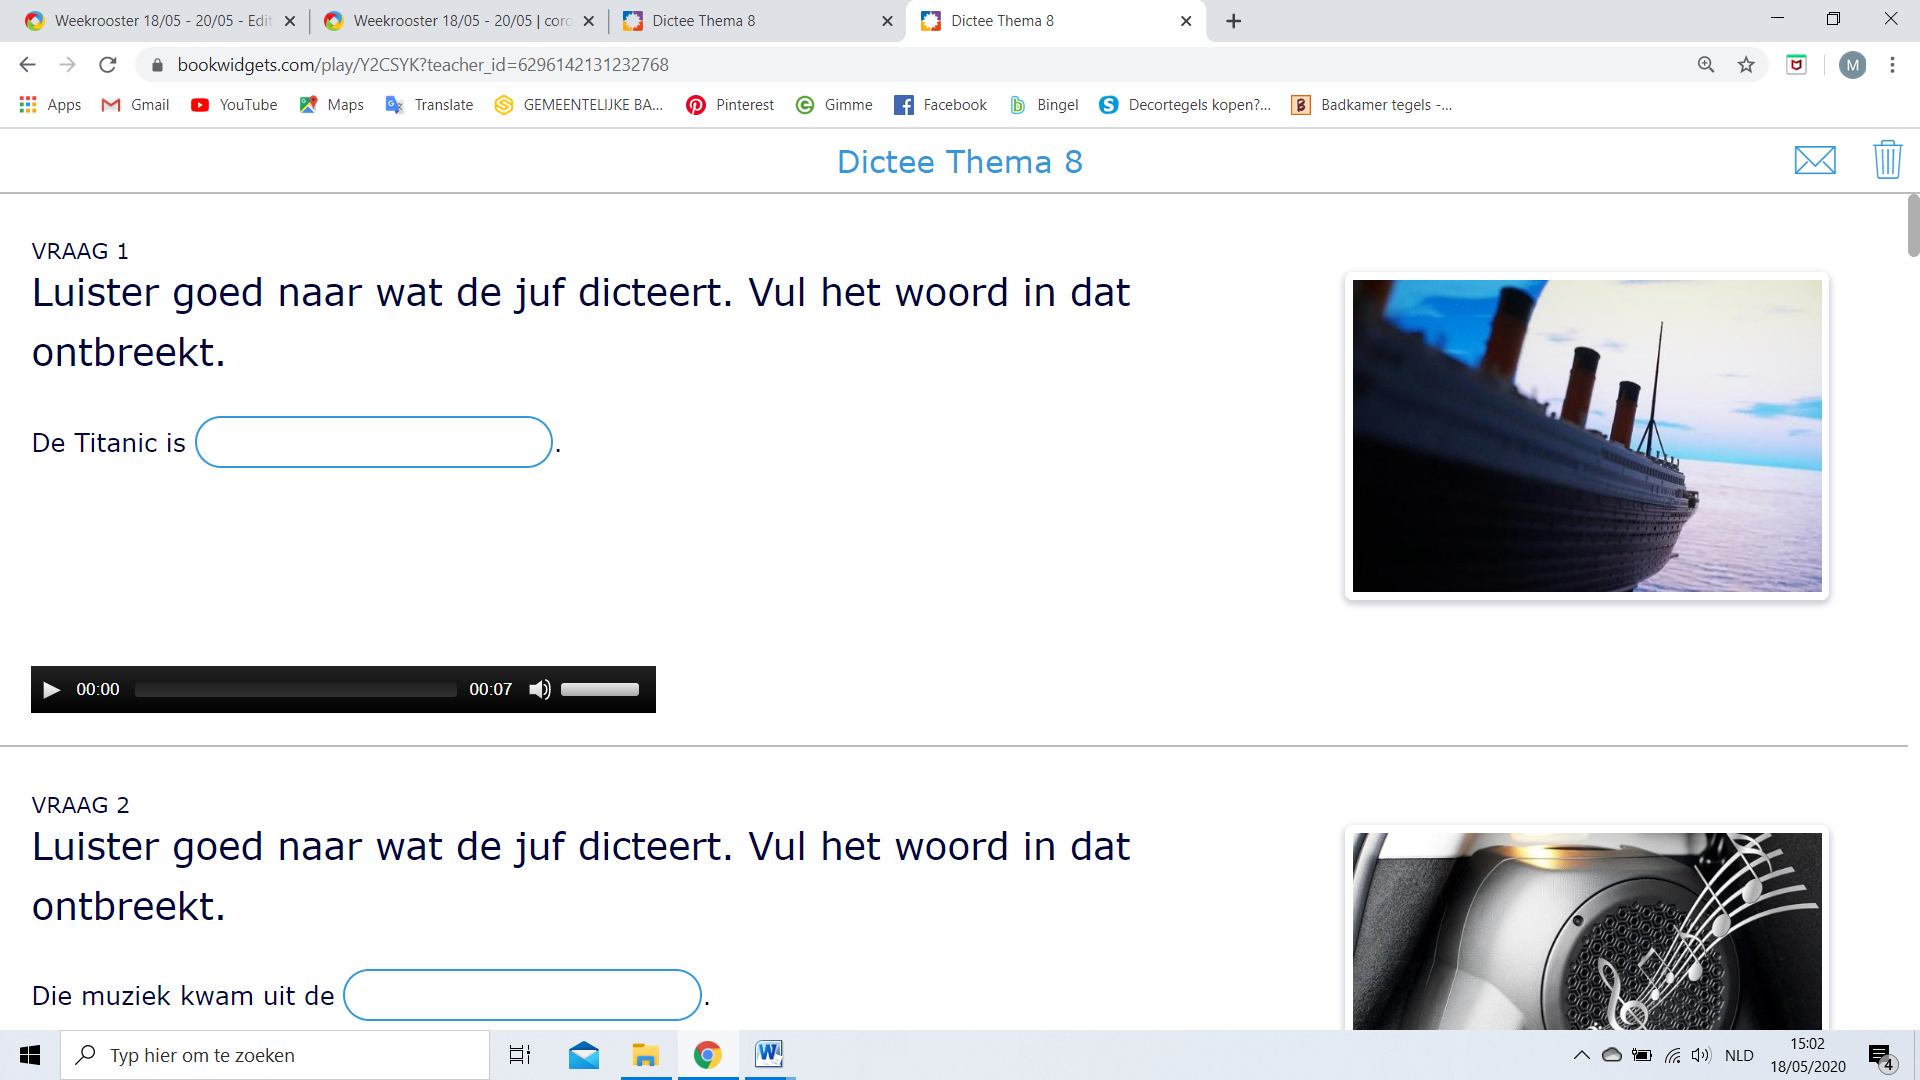 Weekrooster 18/05 - 20/05 - Edit
Weekrooster 18/05 - 20/05 | coro
Dictee Thema 8
Dictee Thema 8
bookwidgets.com/play/Y2CSYK?teacher_id=6296142131232768
M
Apps
Gmail
YouTube
Maps
Translate
GEMEENTELIJKE BA...
Pinterest
Gimme
Facebook
Bingel
Decortegels kopen?...
Badkamer tegels -...
Dictee Thema 8
VRAAG 1
Luister goed naar wat de juf dicteert. Vul het woord in dat
ontbreekt.
De Titanic is .
00:00
00:07
VRAAG 2
Luister goed naar wat de juf dicteert. Vul het woord in dat
ontbreekt.
Die muziek kwam uit de .
Typ hier om te zoeken
NLD
15:02
18/05/2020
4